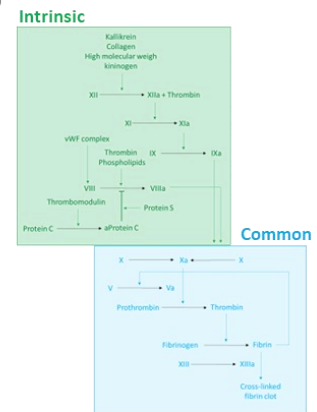 Intrinsic
Kallikrein
Collagen
High molecular weigh
kininogen
XII
XIIa + Thrombin
XI
XIa
vWF complex
Thrombin
Phospholipids
IX
IXa
VIII
VIIIa
Thrombomodulin
Protein S
Protein C
aProtein C
Common
X
Xa
X
V
Va
Prothrombin
Thrombin
Fibrinogen
Fibrin
XIII
XIIIa
Cross-linked
fibrin clot